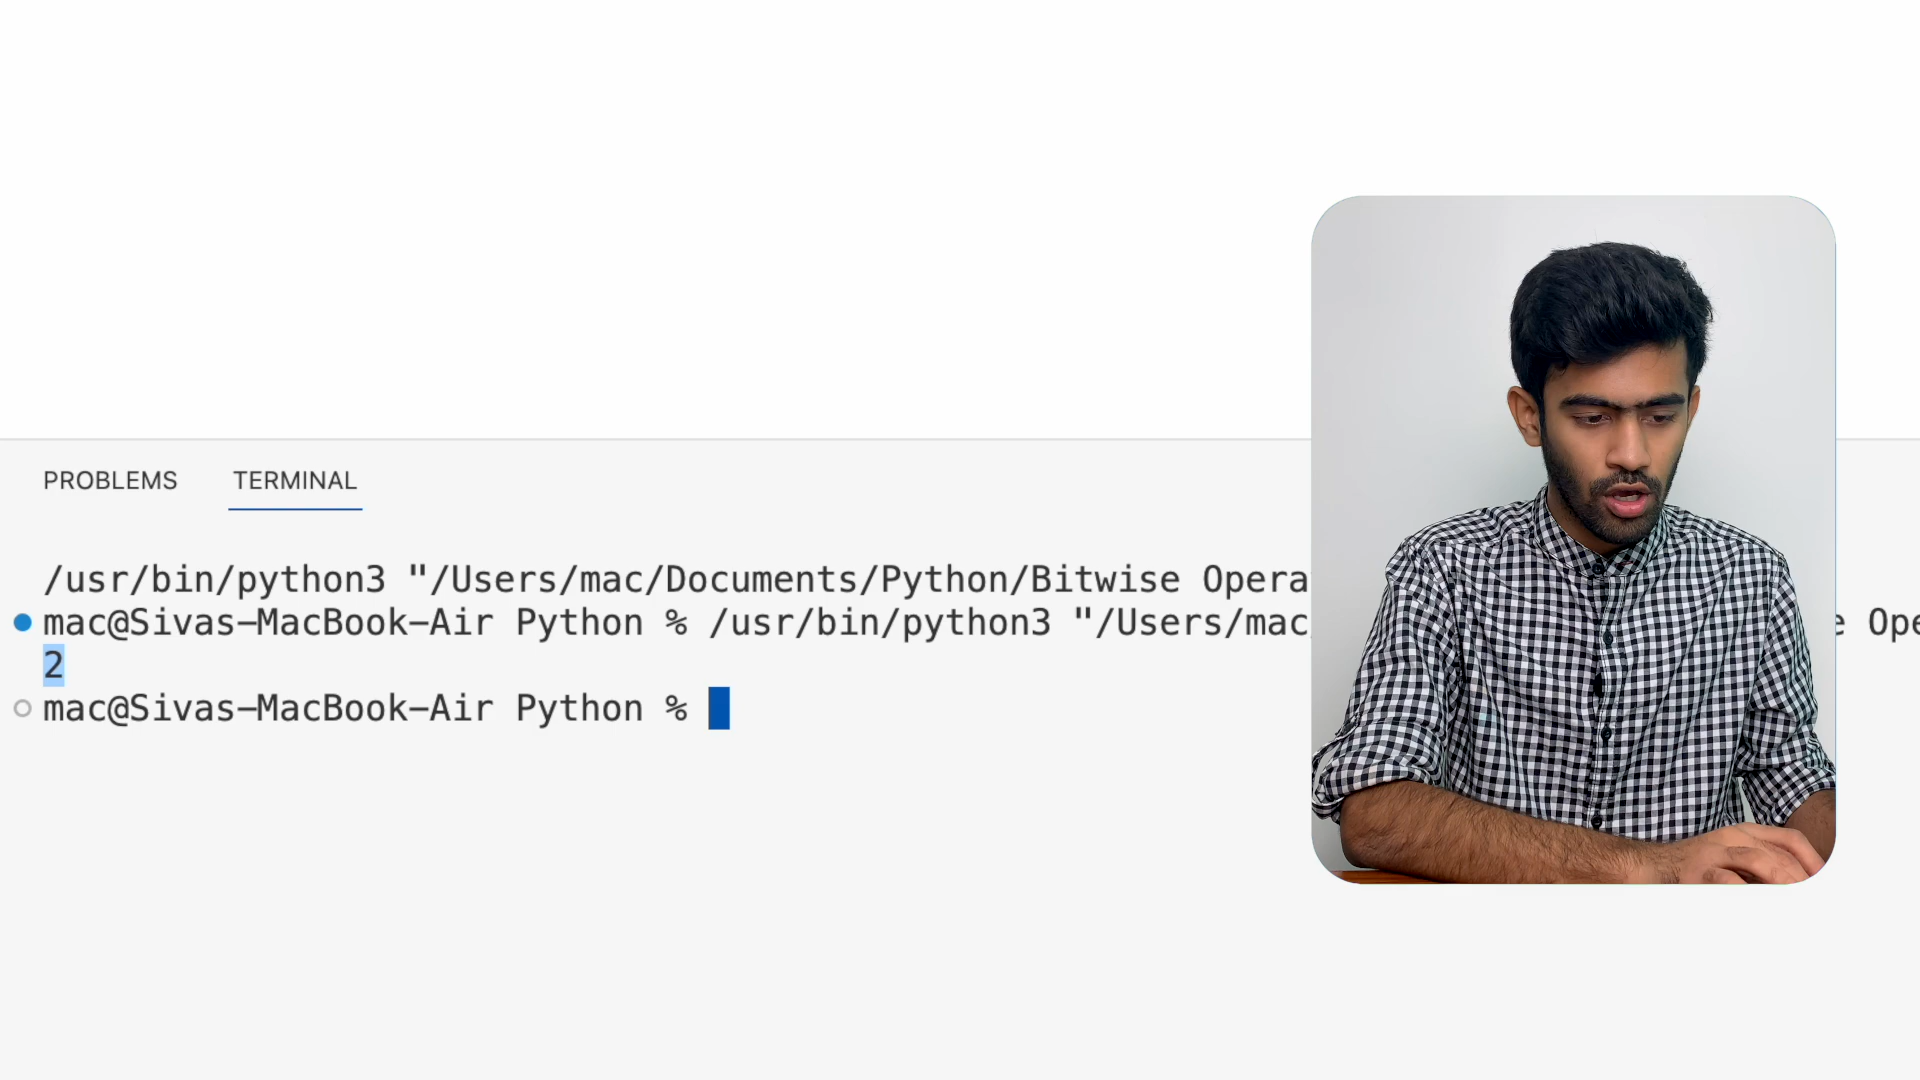 PROBLEMS TERMINAL
/usr/bin/python3 "/Users/mac/Documents/Python/Bitwise
mac@Sivas-MacBook-Air Python % /usr/bin/python3 "/Users/mac
2
mac@Sivas-MacBook-Air Python %